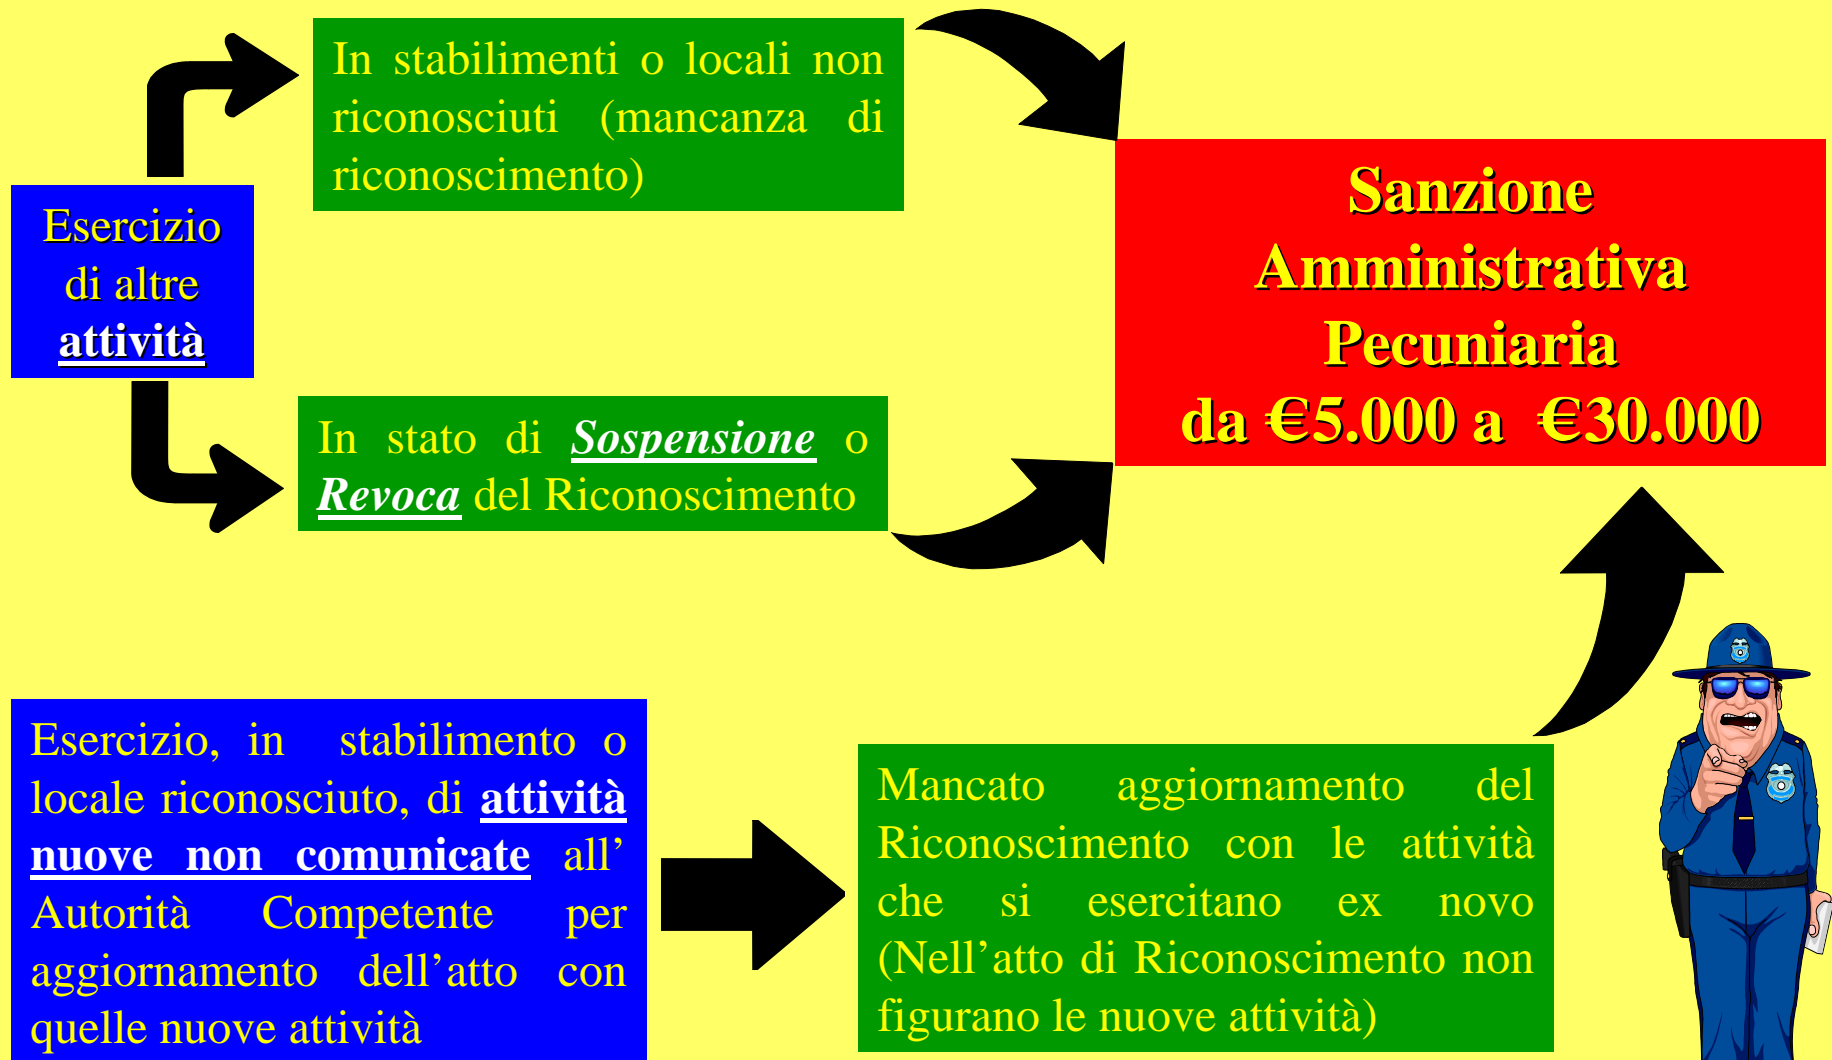 In stabilimenti o locali non
riconosciuti (mancanza di
riconoscimento)
Esercizio
di altre
attività
In stato di Sospensione o
Revoca del Riconoscimento
Sanzione
Amministrativa
Pecuniaria
da €5.000 a €30.000
Esercizio, in stabilimento o
locale riconosciuto, di attività
nuove non comunicate all’
Autorità Competente per
aggiornamento dell’atto con
quelle nuove attività
Mancato aggiornamento del
Riconoscimento con le attività
che si esercitano ex novo
(Nell’atto di Riconoscimento non
figurano le nuove attività)